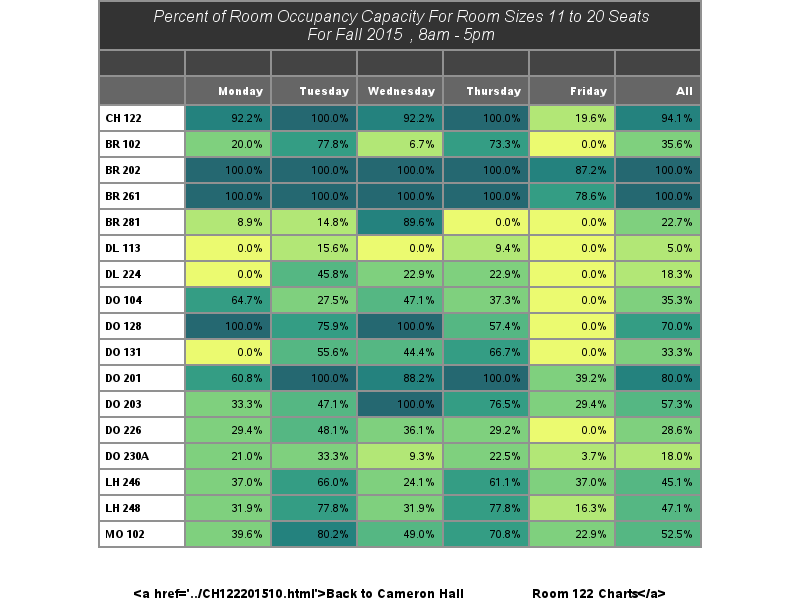 Percent of Room Occupancy Capacity For Room Sizes 11 to 20 Seats
For Fall 2015 , 8am - 5pm
Monday Tuesday Wednesday Thursday Friday All
CH 122 92.2% 100.0% 92.2% 100.0% 19.6% 94.1%
BR 102 20.0% 77.8% 6.7% 73.3% 0.0% 35.6%
BR 202 100.0% 100.0% 100.0% 100.0% 87.2% 100.0%
BR 261 100.0% 100.0% 100.0% 100.0% 78.6% 100.0%
BR 281 8.9% 14.8% 89.6% 0.0% 0.0% 22.7%
DL 113 0.0% 15.6% 0.0% 9.4% 0.0% 5.0%
DL 224 0.0% 45.8% 22.9% 22.9% 0.0% 18.3%
DO 104 64.7% 27.5% 47.1% 37.3% 0.0% 35.3%
DO 128 100.0% 75.9% 100.0% 57.4% 0.0% 70.0%
DO 131 0.0% 55.6% 44.4% 66.7% 0.0% 33.3%
DO 201 60.8% 100.0% 88.2% 100.0% 39.2% 80.0%
DO 203 33.3% 47.1% 100.0% 76.5% 29.4% 57.3%
DO 226 29.4% 48.1% 36.1% 29.2% 0.0% 28.6%
DO 230A 21.0% 33.3% 9.3% 22.5% 3.7% 18.0%
LH 246 37.0% 66.0% 24.1% 61.1% 37.0% 45.1%
LH 248 31.9% 77.8% 31.9% 77.8% 16.3% 47.1%
MO 102 39.6% 80.2% 49.0% 70.8% 22.9% 52.5%
<a href='../CH122201510.html'>Back to Cameron Hall Room 122 Charts</a>